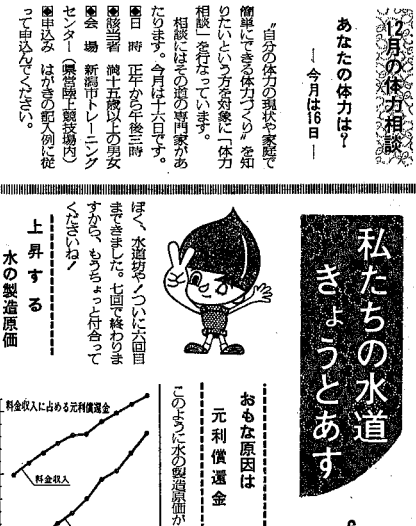 12月の体力相談
あなたの体力は？
― 今月は16日 ―
〝自分の体力の現状や家庭で
簡単にできる体力づくり〟を知
りたいという方を対象に「体力
相談」を行なっています。
相談にはその道の専門家があ
たります。今月は十六日です。
●日　時　正午から午後三時
●該当者　満十五歳以上の男女
●会　場　新潟市トレーニング
センター（県営陸上競技場内）
●申込み　はがきの記入例に従
って申込んでください。
私たちの水道
きょうとあす
ぼく、水道坊や！ついに六回目
まできました。七回で終わりま
すから、もうちょっと付合って
くださいね！
上昇する
水の製造原価
おもな原因は
元利償還金
このように水の製造原価が
料金収入に占める元利償還金
料金収入